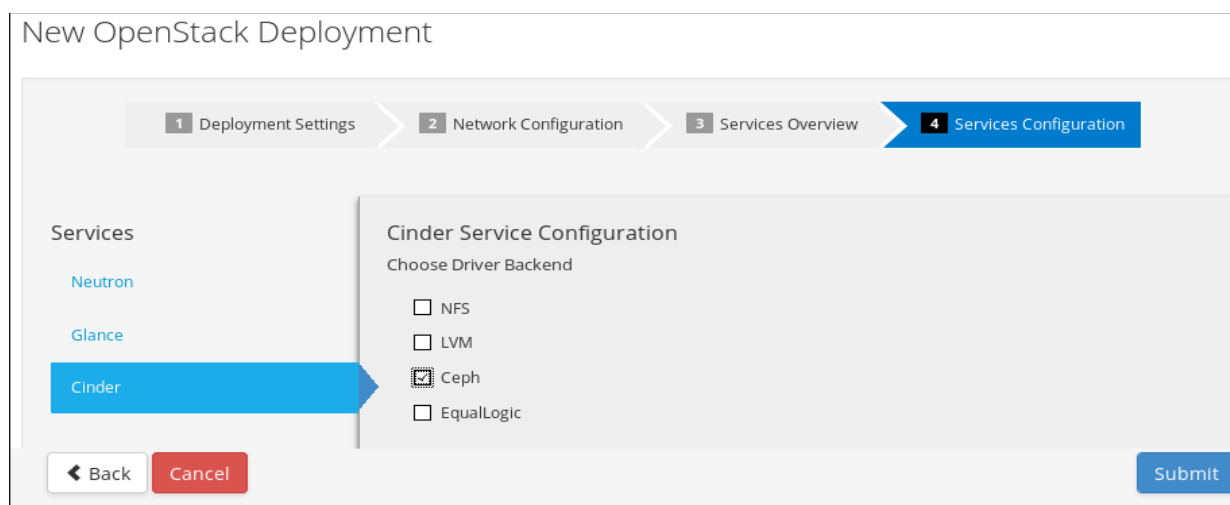 New OpenStack Deployment
1 Deployment Settings
2 Network Configuration
3 Services Overview
4 Services Configuration
Services
Neutron
Glance
Cinder
Cinder Service Configuration
Choose Driver Backend
NFS
LVM
Ceph
EqualLogic
Back
Cancel
Submit